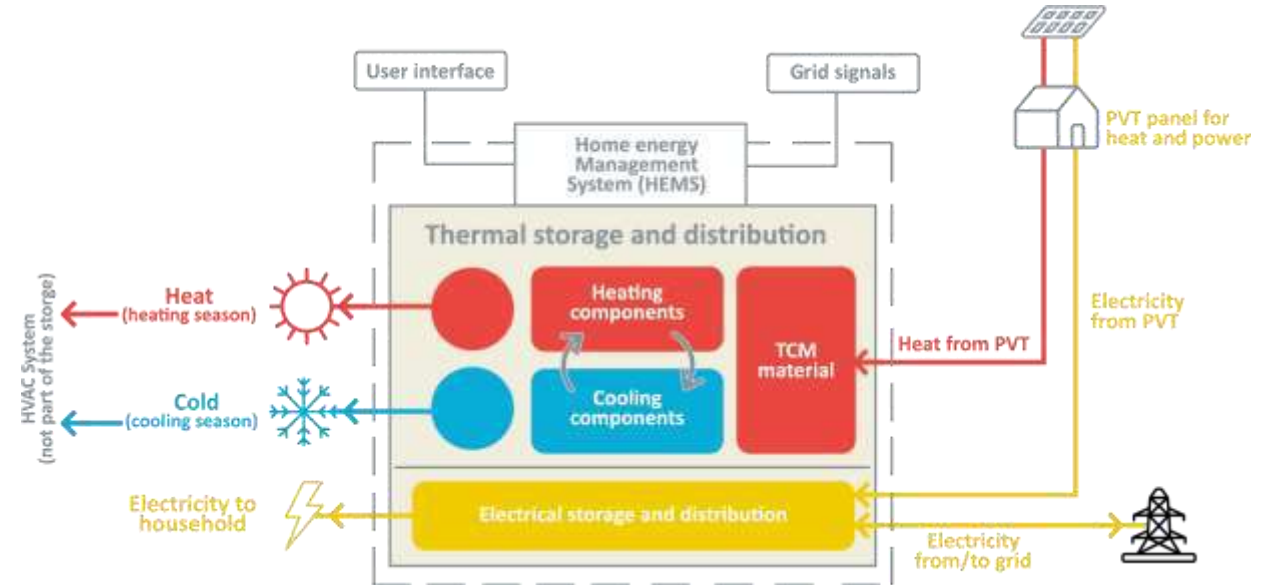 User interface
Grid signals
PVT panel for
heat and power
Home energy
Management
System (HEMS)
Thermal storage and distribution
HVAC System
(not part of the storge)
Heat
(heating season)
Heating
components
TCM
material
Heat from PVT
Electricity
from PVT
Cold
(cooling season)
Cooling
components
Electricity to
household
Electrical storage and distribution
Electricity
from/to grid